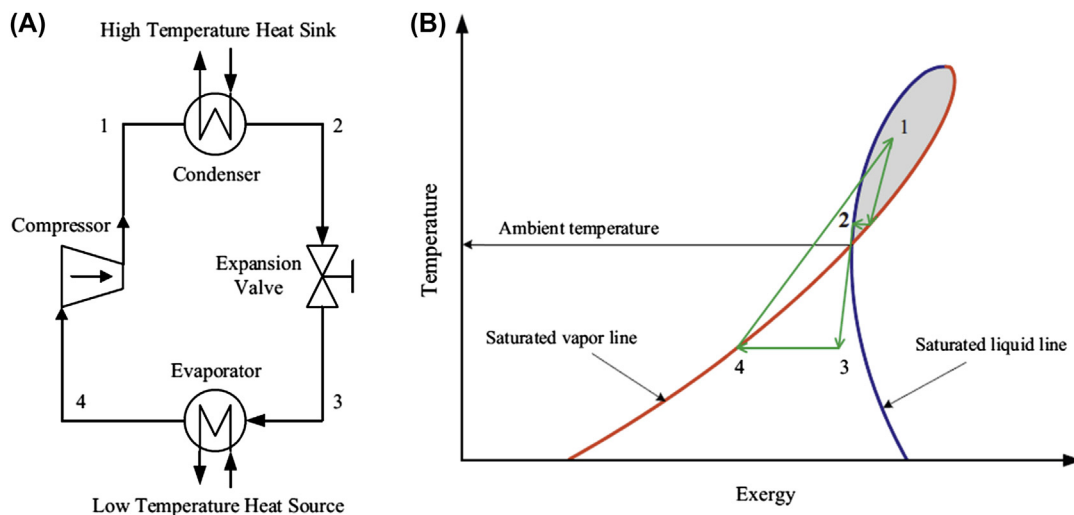 (A)
High Temperature Heat Sink
1
2
Condenser
Compressor
Expansion
Valve
Evaporator
4
3
Low Temperature Heat Source
(B)
Temperature
1
2
Ambient temperature
Saturated vapor line
4
3
Saturated liquid line
Exergy